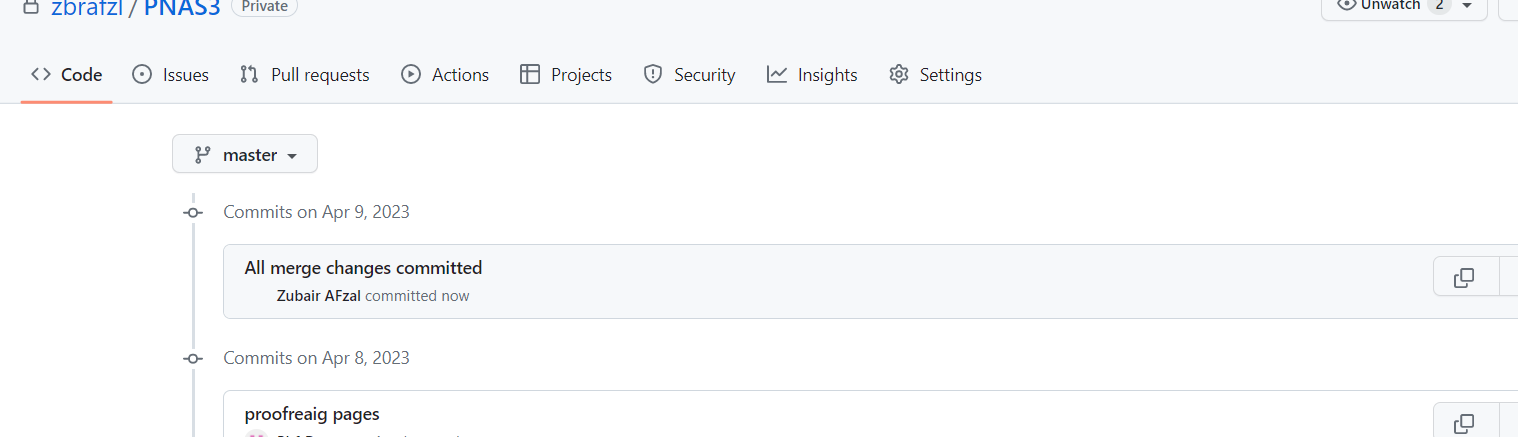 zbrafzl / PNAS3 Private
Unwatch 2
Code Issues Pull requests Actions Projects Security Insights Settings
master
Commits on Apr 9, 2023
All merge changes committed
Zubair AFzal committed now
Commits on Apr 8, 2023
proofreaig pages